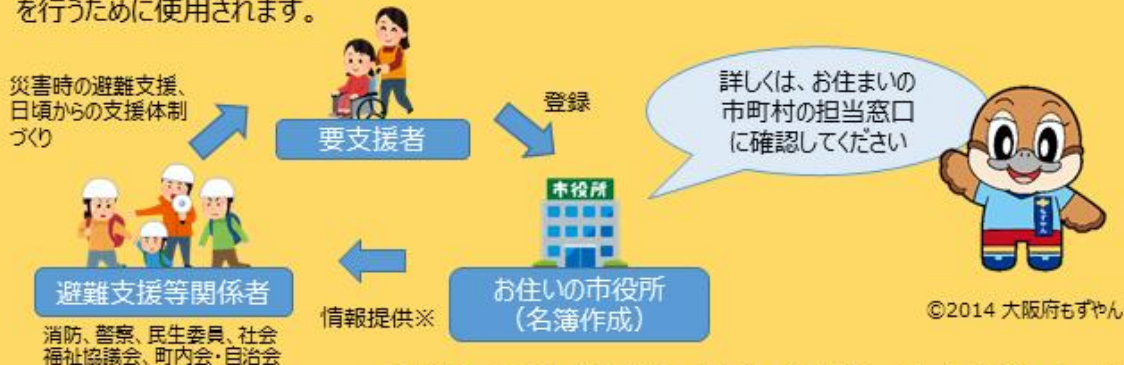 を行うために使用されます。
災害時の避難支援、
日頃からの支援体制
づくり
要支援者
登録
詳しくは、お住まいの
市町村の担当窓口
に確認してください
市役所
もずやん
避難支援等関係者
情報提供※
お住いの市役所
（名簿作成）
消防、警察、民生委員、社会
福祉協議会、町内会・自治会
©2014 大阪府もずやん